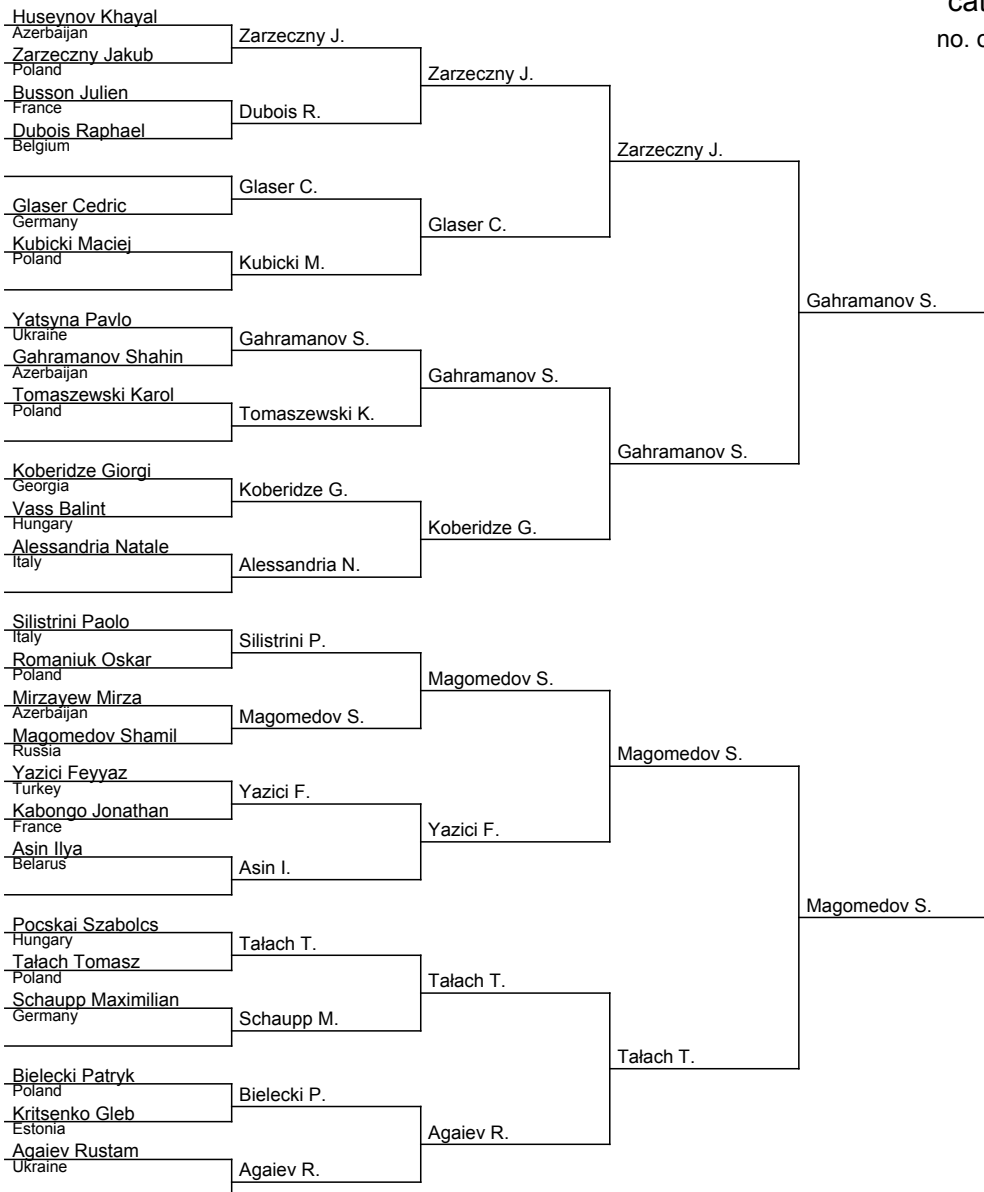 Huseynov Khayal
Azerbaijan
Zarzeczny Jakub
Poland
Busson Julien
France
Dubois Raphael
Belgium
Glaser Cedric
Germany
Kubicki Maciej
Poland
Yatsyna Pavlo
Ukraine
Gahramanov Shahin
Azerbaijan
Tomaszewski Karol
Poland
Koberidze Giorgi
Georgia
Vass Balint
Hungary
Alessandria Natale
Italy
Silistrini Paolo
Italy
Romaniuk Oskar
Poland
Mirzayew Mirza
Azerbaijan
Magomedov Shamil
Russia
Yazici Feyyaz
Turkey
Kabongo Jonathan
France
Asin Ilya
Belarus
Pocskai Szabolcs
Hungary
Tałach Tomasz
Poland
Schaupp Maximilian
Germany
Bielecki Patryk
Poland
Kritsenko Gleb
Estonia
Agaiev Rustam
Ukraine
Zarzeczny J.
Dubois R.
Glaser C.
Kubicki M.
Gahramanov S.
Tomaszewski K.
Koberidze G.
Alessandria N.
Silistrini P.
Magomedov S.
Yazici F.
Asin I.
Tałach T.
Schaupp M.
Bielecki P.
Agaiev R.
Zarzeczny J.
Glaser C.
Gahramanov S.
Koberidze G.
Magomedov S.
Yazici F.
Tałach T.
Agaiev R.
Zarzeczny J.
Gahramanov S.
Magomedov S.
Tałach T.
Gahramanov S.
Magomedov S.
no.